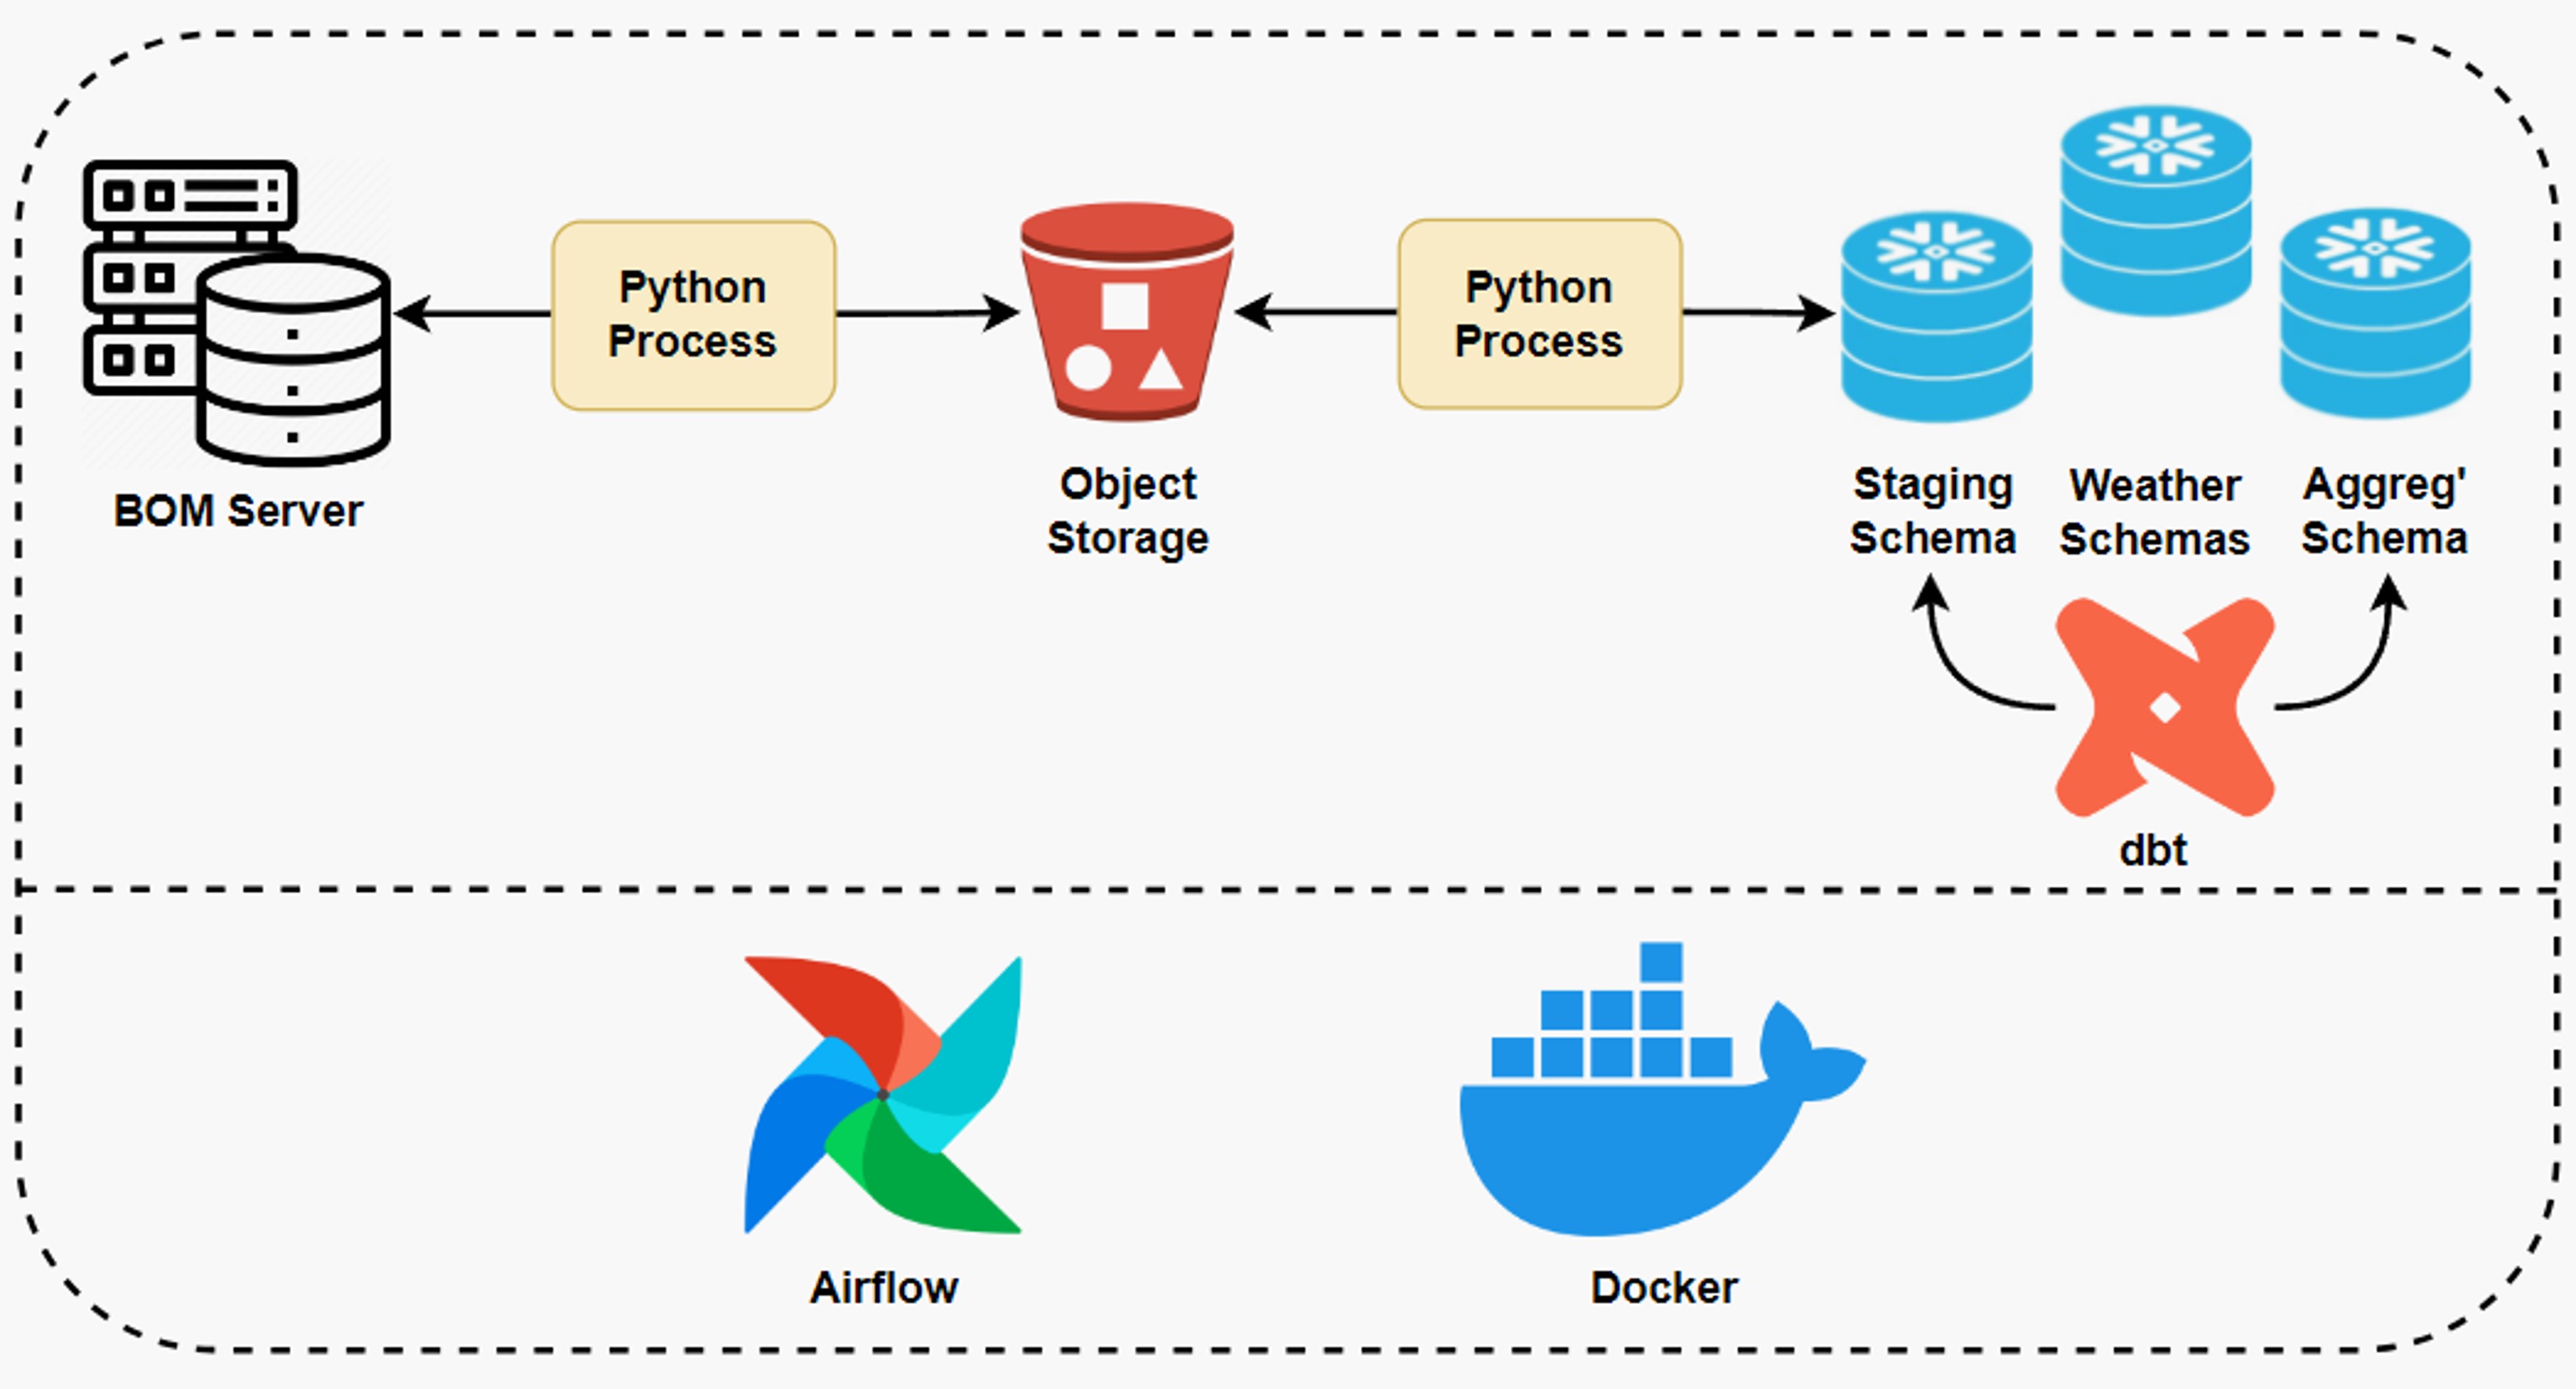 Python
Process
Python
Process
BOM Server
Object
Storage
Staging
Schema
Weather
Schemas
Aggreg'
Schema
dbt
Airflow
Docker